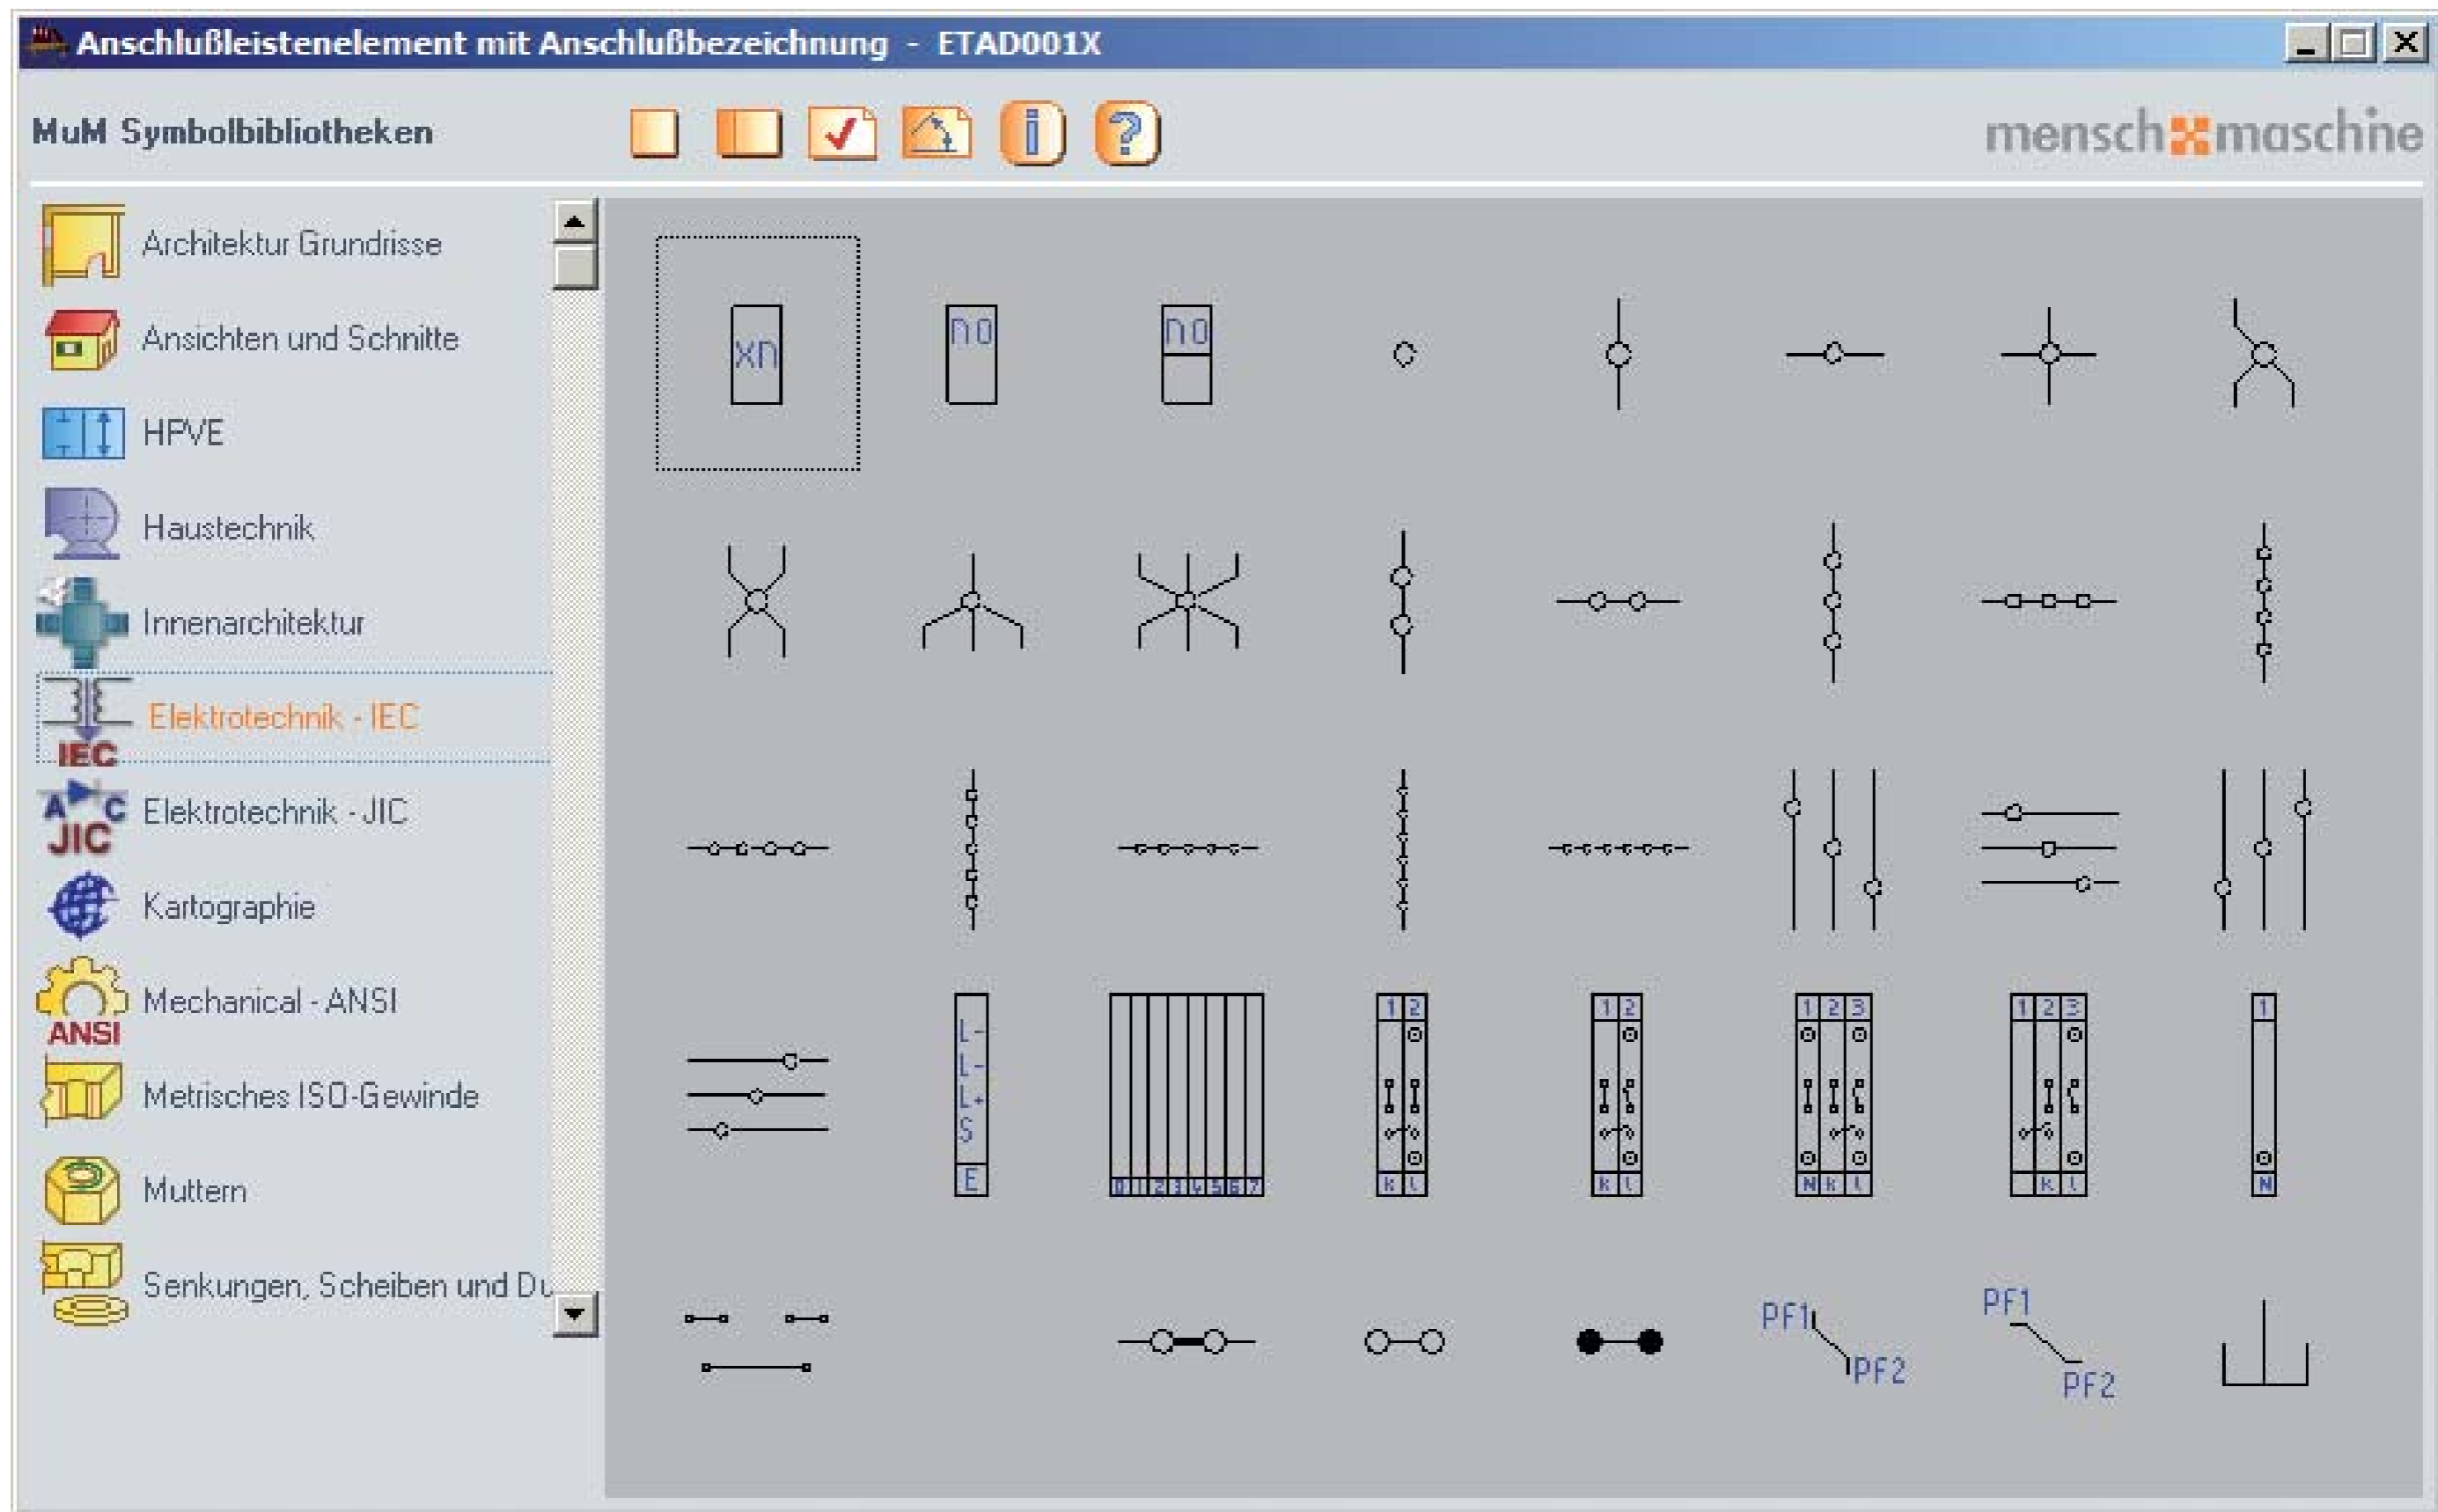 Anschlußleistenelement mit Anschlußbezeichnung - ETAD001X
MuM Symbolbibliotheken
i
?
mensch maschine
Architektur Grundrisse
Ansichten und Schnitte
HPVE
Haustechnik
Innenarchitektur
Elektrotechnik - IEC
IEC
A C
JIC
Elektrotechnik - JIC
Kartographie
Mechanical - ANSI
ANSI
Metrisches ISO-Gewinde
Muttern
Senkungen, Scheiben und Du
xn
no
no
L-
L-
L+
S
E
0 1 2 3 4 5 6 7
1 2
k l
1 2
k l
1 2 3
N k l
1 2 3
k l
1
N
PF1
PF2
PF1
PF2